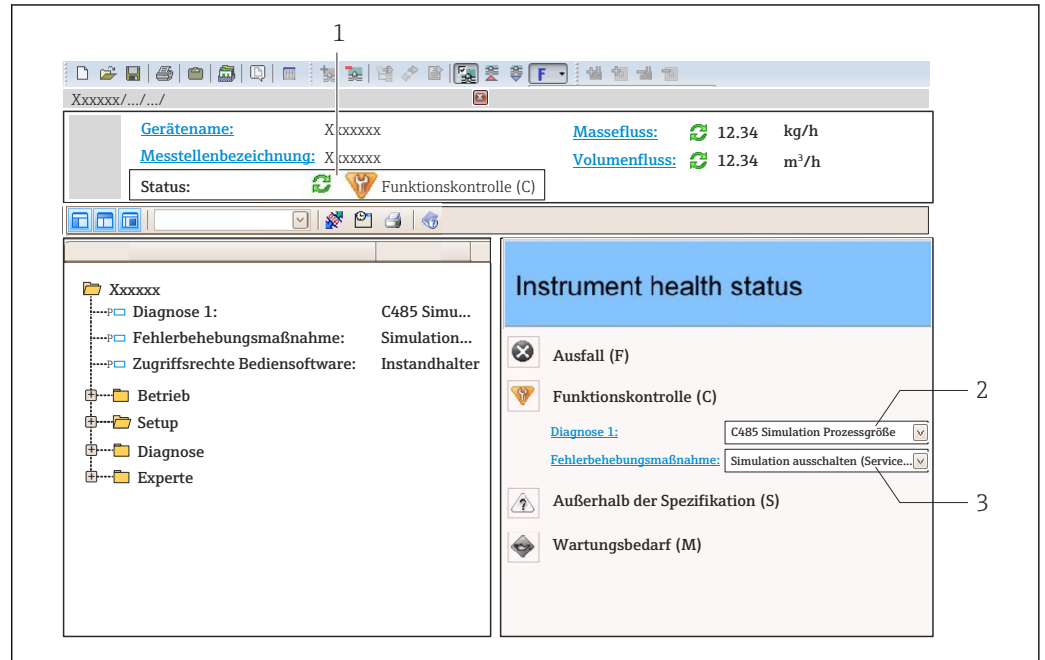 1
F
Xxxxxx/.../.../
Gerätename:
Xxxxxxx
Massefluss:
12.34
kg/h
Messstellenbezeichnung:
Xxxxxxx
Volumenfluss:
12.34
m³/h
Status:
Funktionskontrolle (C)
Xxxxxx
P Diagnose 1:
C485 Simu...
P Fehlerbehebungsmaßnahme:
Simulation...
P Zugriffsrechte Bediensoftware:
Instandhalter
Betrieb
Setup
Diagnose
Experte
Instrument health status
Ausfall (F)
Funktionskontrolle (C)
2
Diagnose 1:
C485 Simulation Prozessgröße
Fehlerbehebungsmaßnahme:
Simulation ausschalten (Service...
3
Außerhalb der Spezifikation (S)
Wartungsbedarf (M)